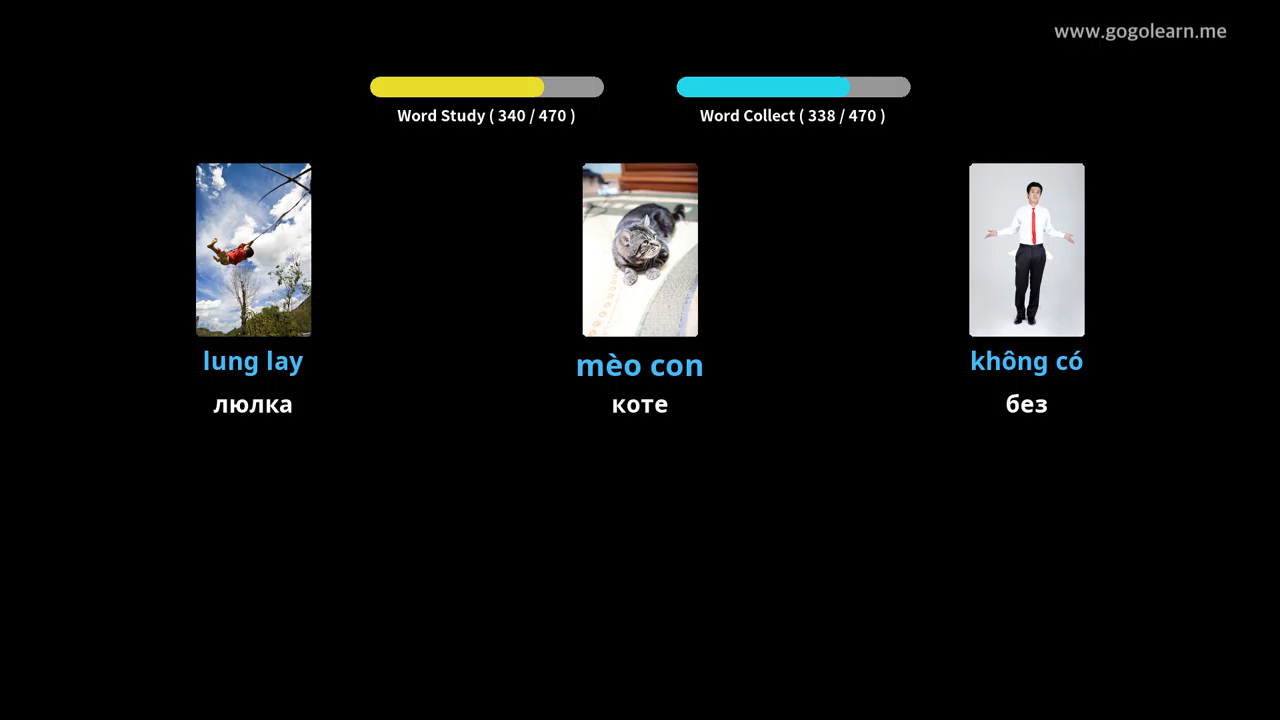 www.gogolearn.me
Word Study ( 340 / 470 )
Word Collect ( 338 / 470 )
lung lay
mèo con
không có
люлка
коте
без